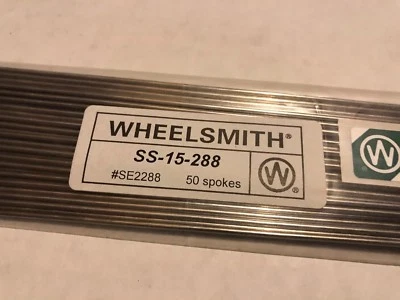 WHEELSMITH®
SS-15-288
#SE2288 50 spokes
W
W